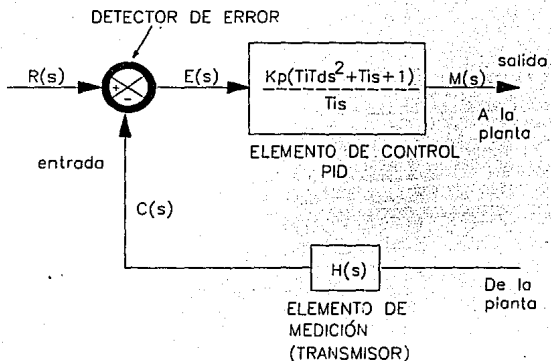 DETECTOR DE ERROR
R(s)
+
−
E(s)
Kp(TiTds²+Tis+1)
Tis
M(s)
salida
A la
planta
ELEMENTO DE CONTROL
PID
entrada
C(s)
H(s)
De la
planta
ELEMENTO DE
MEDICIÓN
(TRANSMISOR)